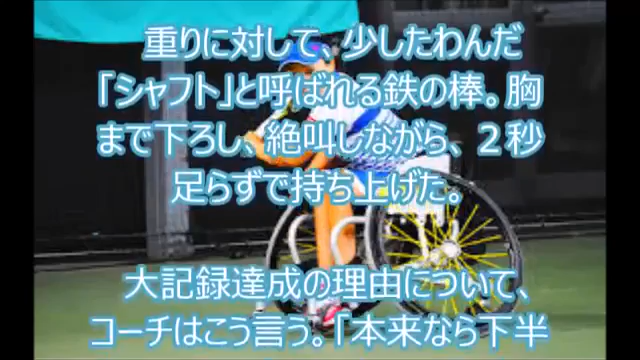 重りに対して、少したわんだ
「シャフト」と呼ばれる鉄の棒。胸
まで下ろし、絶叫しながら、２秒
足らずで持ち上げた。
大記録達成の理由について、
コーチはこう言う。「本来なら下半